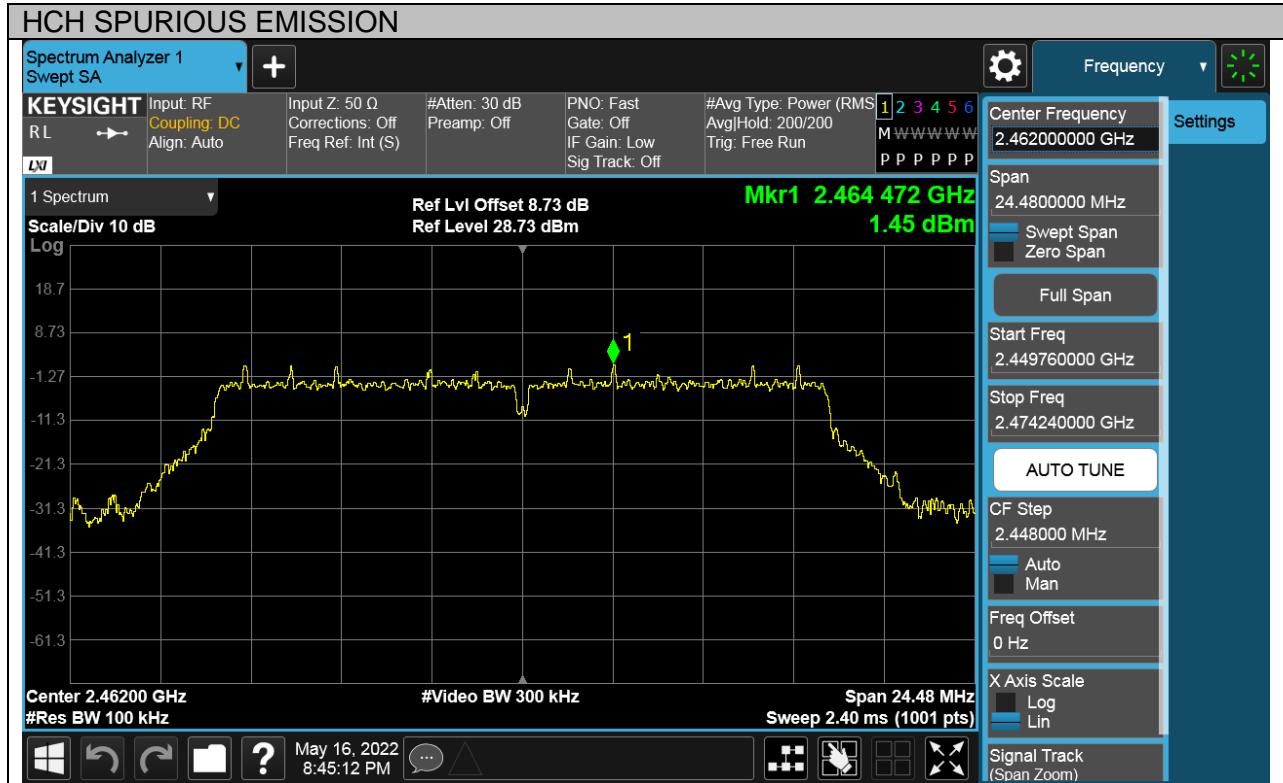 HCH SPURIOUS EMISSION
Spectrum Analyzer 1
Swept SA
Frequency
KEYSIGHT
R L
LXI
Input: RF
Coupling: DC
Align: Auto
Input Z: 50 Ω
Corrections: Off
Freq Ref: Int (S)
#Atten: 30 dB
Preamp: Off
PNO: Fast
Gate: Off
IF Gain: Low
Sig Track: Off
#Avg Type: Power (RMS
Avg|Hold: 200/200
Trig: Free Run
1 2 3 4 5 6
M W W W W W
P P P P P P
1 Spectrum
Scale/Div 10 dB
Log
Ref Lvl Offset 8.73 dB
Ref Level 28.73 dBm
Mkr1 2.464 472 GHz
1.45 dBm
18.7
8.73
-1.27
-11.3
-21.3
-31.3
-41.3
-51.3
-61.3
1
Center 2.46200 GHz
#Video BW 300 kHz
Span 24.48 MHz
#Res BW 100 kHz
Sweep 2.40 ms (1001 pts)
Center Frequency
2.462000000 GHz
Settings
Span
24.4800000 MHz
Swept Span
Zero Span
Full Span
Start Freq
2.449760000 GHz
Stop Freq
2.474240000 GHz
AUTO TUNE
CF Step
2.448000 MHz
Auto
Man
Freq Offset
0 Hz
X Axis Scale
Log
Lin
Signal Track
(Span Zoom)
?
May 16, 2022
8:45:12 PM